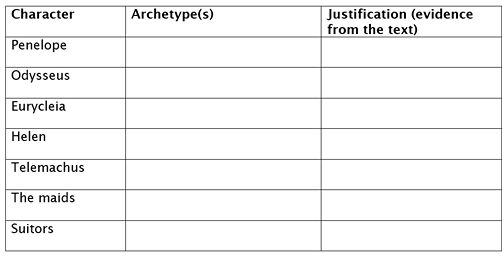 Character Archetype(s) Justification (evidence
from the text)
Penelope
Odysseus
Eurycleia
Helen
Telemachus
The maids
Suitors